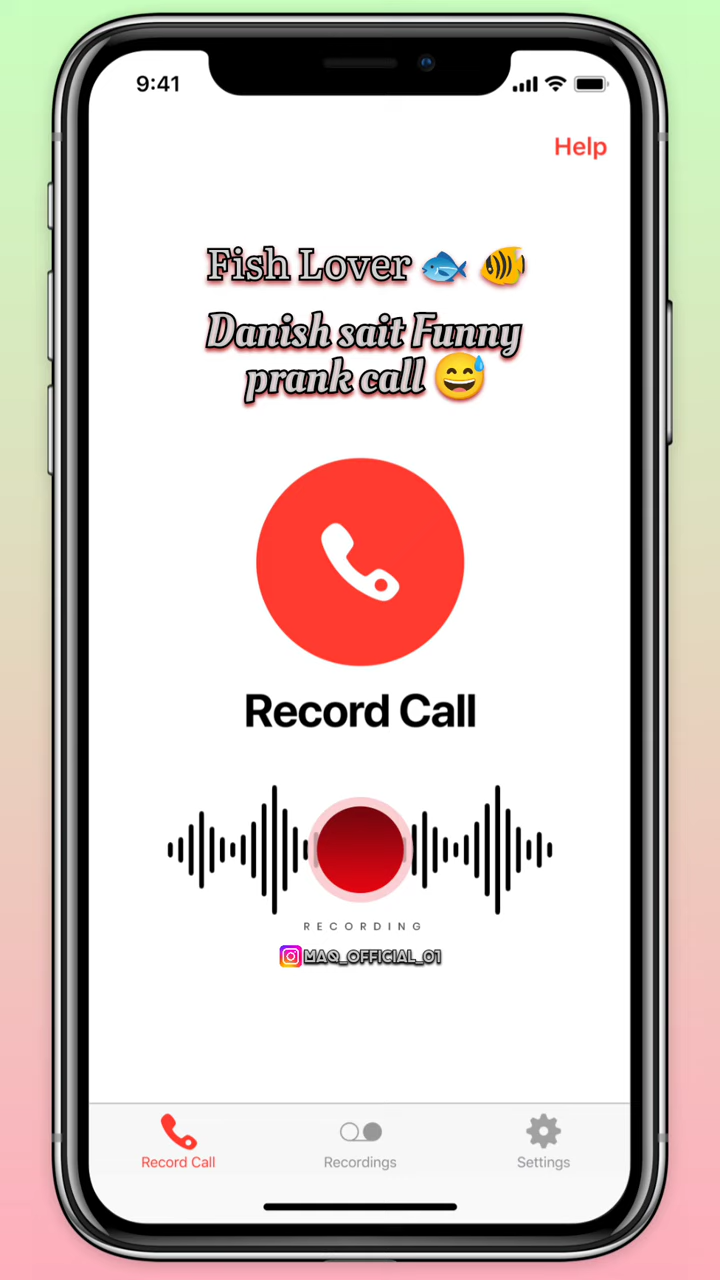 9:41
Help
Fish Lover 🐟 🐠
Danish sait Funny
prank call 😅
Record Call
RECORDING
MAQ_OFFICIAL_01
Record Call
Recordings
Settings